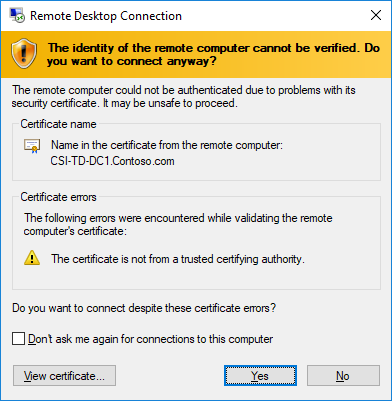 Remote Desktop Connection
The identity of the remote computer cannot be verified. Do
you want to connect anyway?
The remote computer could not be authenticated due to problems with its
security certificate. It may be unsafe to proceed.
Certificate name
Name in the certificate from the remote computer:
CSI-TD-DC1.Contoso.com
Certificate errors
The following errors were encountered while validating the remote
computer's certificate:
The certificate is not from a trusted certifying authority.
Do you want to connect despite these certificate errors?
Don't ask me again for connections to this computer
View certificate...
Yes
No